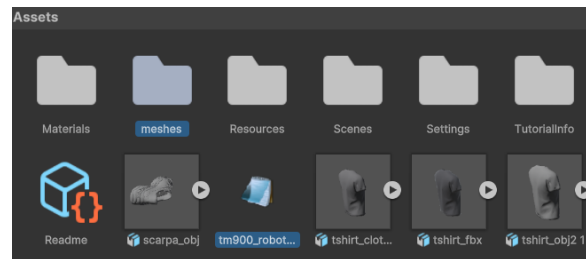 Assets
Materials meshes Resources Scenes Settings TutorialInfo
Readme scarpa_obj tm900_robot... tshirt_clot... tshirt_fbx tshirt_obj2 1